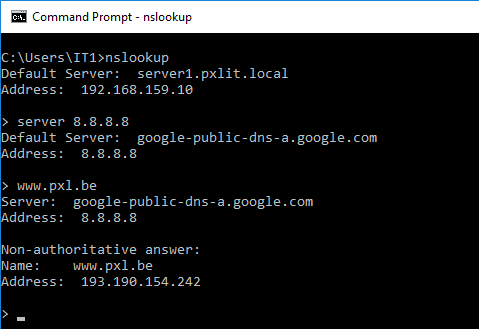 Command Prompt - nslookup
C:\Users\IT1>nslookup
Default Server:  server1.pxlit.local
Address:  192.168.159.10
> server 8.8.8.8
Default Server:  google-public-dns-a.google.com
Address:  8.8.8.8
> www.pxl.be
Server:  google-public-dns-a.google.com
Address:  8.8.8.8
Non-authoritative answer:
Name:    www.pxl.be
Address:  193.190.154.242
> _